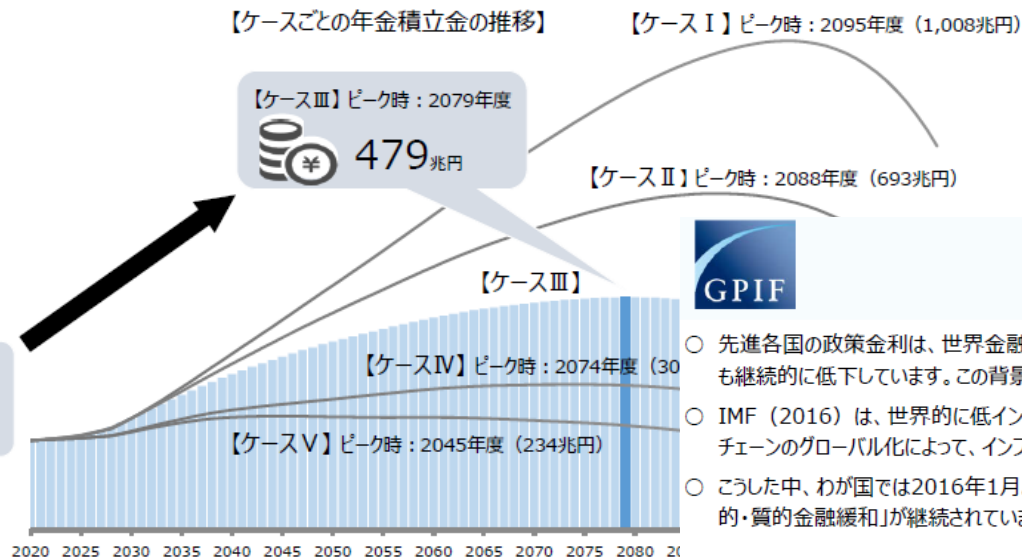 【ケースごとの年金積立金の推移】
【ケースⅠ】ピーク時：2095年度（1,008兆円）
【ケースⅢ】ピーク時：2079年度
¥
479兆円
【ケースⅡ】ピーク時：2088年度（693兆円）
【ケースⅢ】
【ケースⅣ】ピーク時：2074年度（30
【ケースⅤ】ピーク時：2045年度（234兆円）
GPIF
○ 先進各国の政策金利は、世界金融
も継続的に低下しています。この背景
○ IMF（2016）は、世界的に低イン
チェーンのグローバル化によって、インフ
○ こうした中、わが国では2016年1月
的・質的金融緩和」が継続されていま
2020 2025 2030 2035 2040 2045 2050 2055 2060 2065 2070 2075 2080